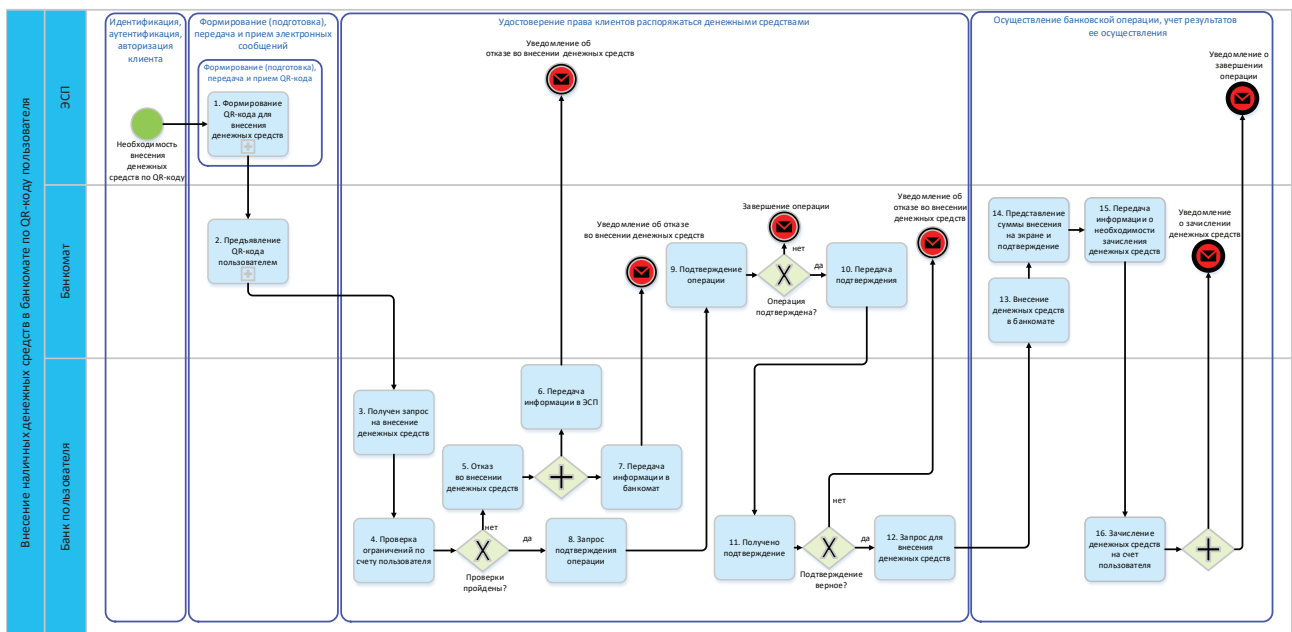 Внесение наличных денежных средств в банкомате по QR-коду пользователя
ЭСП
Банкомат
Банк пользователя
Идентификация,
аутентификация,
авторизация
клиента
Формирование (подготовка),
передача и прием электронных
сообщений
Формирование (подготовка),
передача и прием QR-кода
Удостоверение права клиентов распоряжаться денежными средствами
Осуществление банковской операции, учет результатов
ее осуществления
Необходимость
внесения
денежных
средств по QR-коду
1. Формирование
QR-кода для
внесения
денежных средств
Уведомление об
отказе во внесении денежных средств
Уведомление о
завершении
операции
2. Предъявление
QR-кода
пользователем
Уведомление об отказе
во внесении денежных средств
9. Подтверждение
операции
Завершение операции
нет
да
Операция
подтверждена?
10. Передача
подтверждения
Уведомление об
отказе во внесении
денежных средств
14. Представление
суммы внесения
на экране и
подтверждение
13. Внесение
денежных средств
в банкомате
15. Передача
информации о
необходимости
зачисления
денежных средств
Уведомление
о зачислении
денежных средств
3. Получен запрос
на внесение
денежных средств
4. Проверка
ограничений по
счету пользователя
нет
да
Проверки
пройдены?
5. Отказ
во внесении
денежных средств
6. Передача
информации в ЭСП
7. Передача
информации в
банкомат
8. Запрос
подтверждения
операции
11. Получено
подтверждение
нет
да
Подтверждение
верное?
12. Запрос для
внесения
денежных средств
16. Зачисление
денежных средств
на счет
пользователя